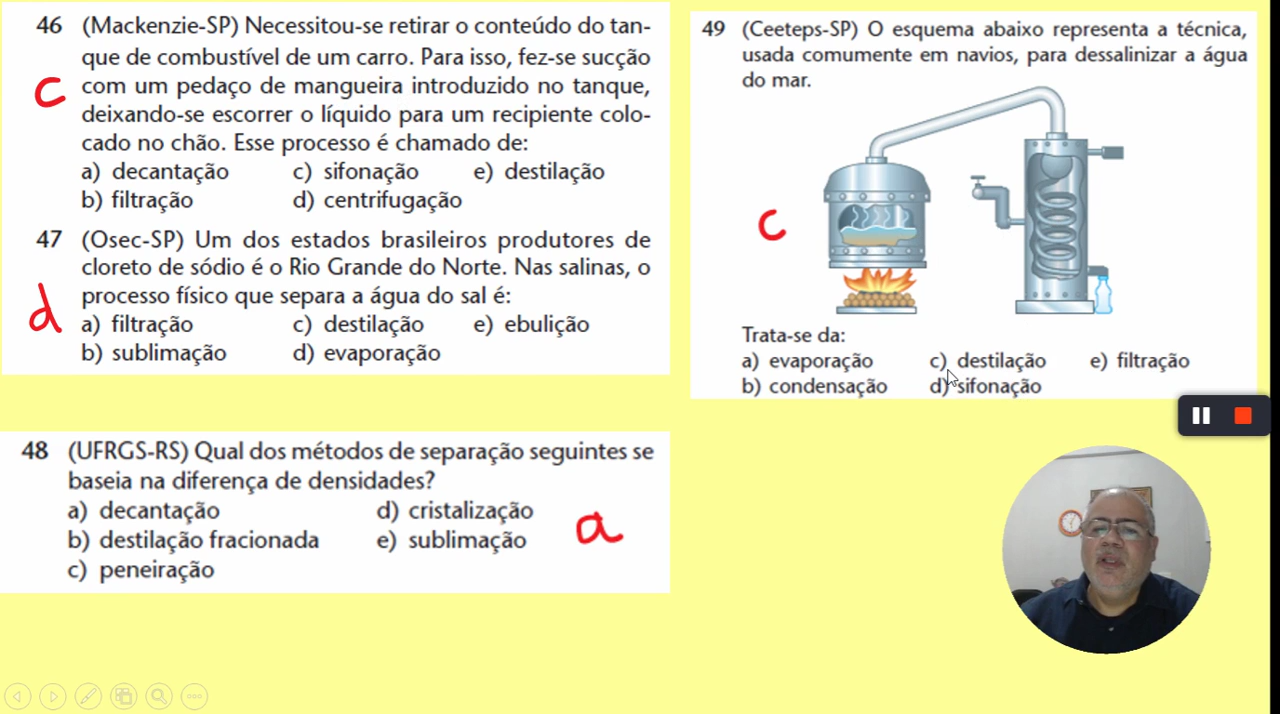 46 (Mackenzie-SP) Necessitou-se retirar o conteúdo do tan-
que de combustível de um carro. Para isso, fez-se sucção
com um pedaço de mangueira introduzido no tanque,
deixando-se escorrer o líquido para um recipiente colo-
cado no chão. Esse processo é chamado de:
a) decantação c) sifonação e) destilação
b) filtração d) centrifugação
c
47 (Osec-SP) Um dos estados brasileiros produtores de
cloreto de sódio é o Rio Grande do Norte. Nas salinas, o
processo físico que separa a água do sal é:
a) filtração c) destilação e) ebulição
b) sublimação d) evaporação
d
48 (UFRGS-RS) Qual dos métodos de separação seguintes se
baseia na diferença de densidades?
a) decantação d) cristalização
b) destilação fracionada e) sublimação
c) peneiração
a
49 (Ceeteps-SP) O esquema abaixo representa a técnica,
usada comumente em navios, para dessalinizar a água
do mar.
c
Trata-se da:
a) evaporação c) destilação e) filtração
b) condensação d) sifonação